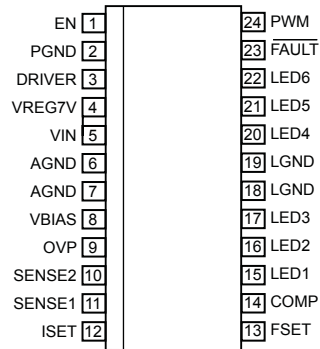 EN 1
PGND 2
DRIVER 3
VREG7V 4
VIN 5
AGND 6
AGND 7
VBIAS 8
OVP 9
SENSE2 10
SENSE1 11
ISET 12
24 PWM
23 FAULT
22 LED6
21 LED5
20 LED4
19 LGND
18 LGND
17 LED3
16 LED2
15 LED1
14 COMP
13 FSET